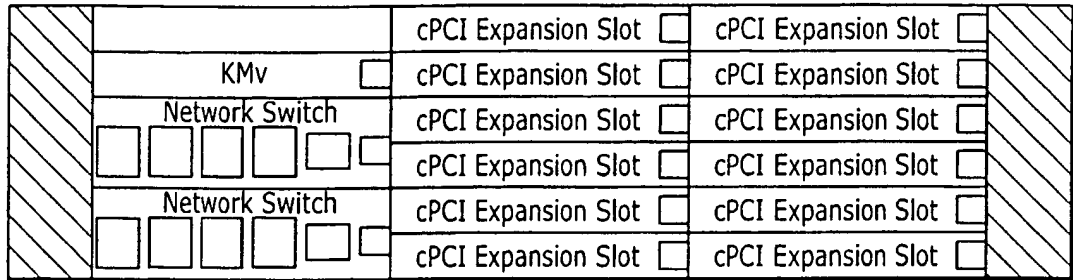 cPCI Expansion Slot cPCI Expansion Slot
KMv cPCI Expansion Slot cPCI Expansion Slot
Network Switch cPCI Expansion Slot cPCI Expansion Slot
cPCI Expansion Slot cPCI Expansion Slot
Network Switch cPCI Expansion Slot cPCI Expansion Slot
cPCI Expansion Slot cPCI Expansion Slot